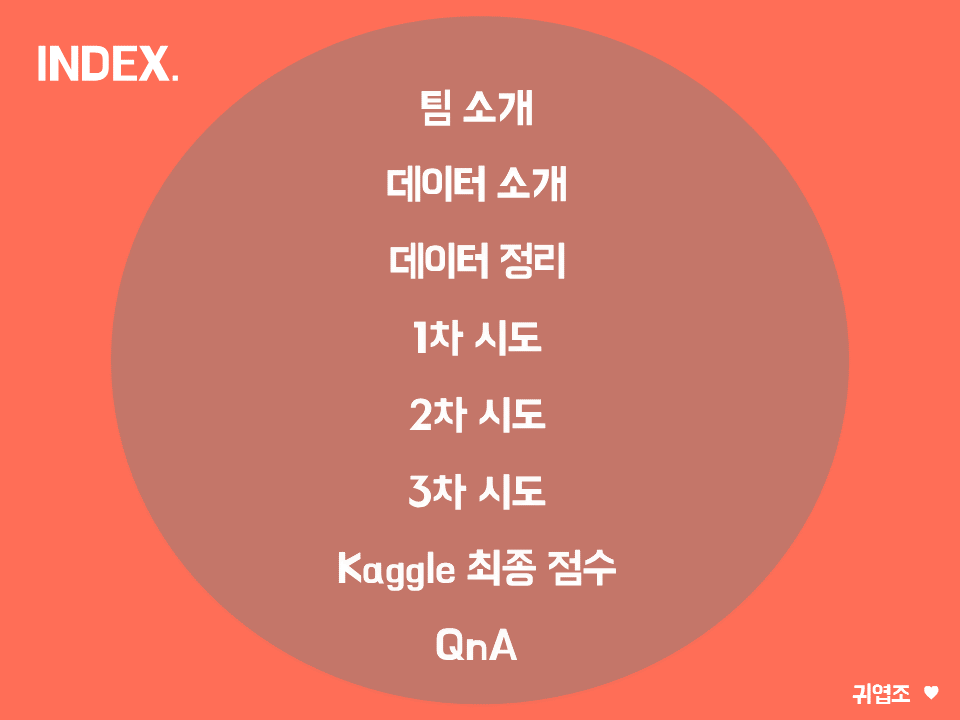 INDEX.
팀 소개
데이터 소개
데이터 정리
1차 시도
2차 시도
3차 시도
Kaggle 최종 점수
QnA
귀엽조 ♥